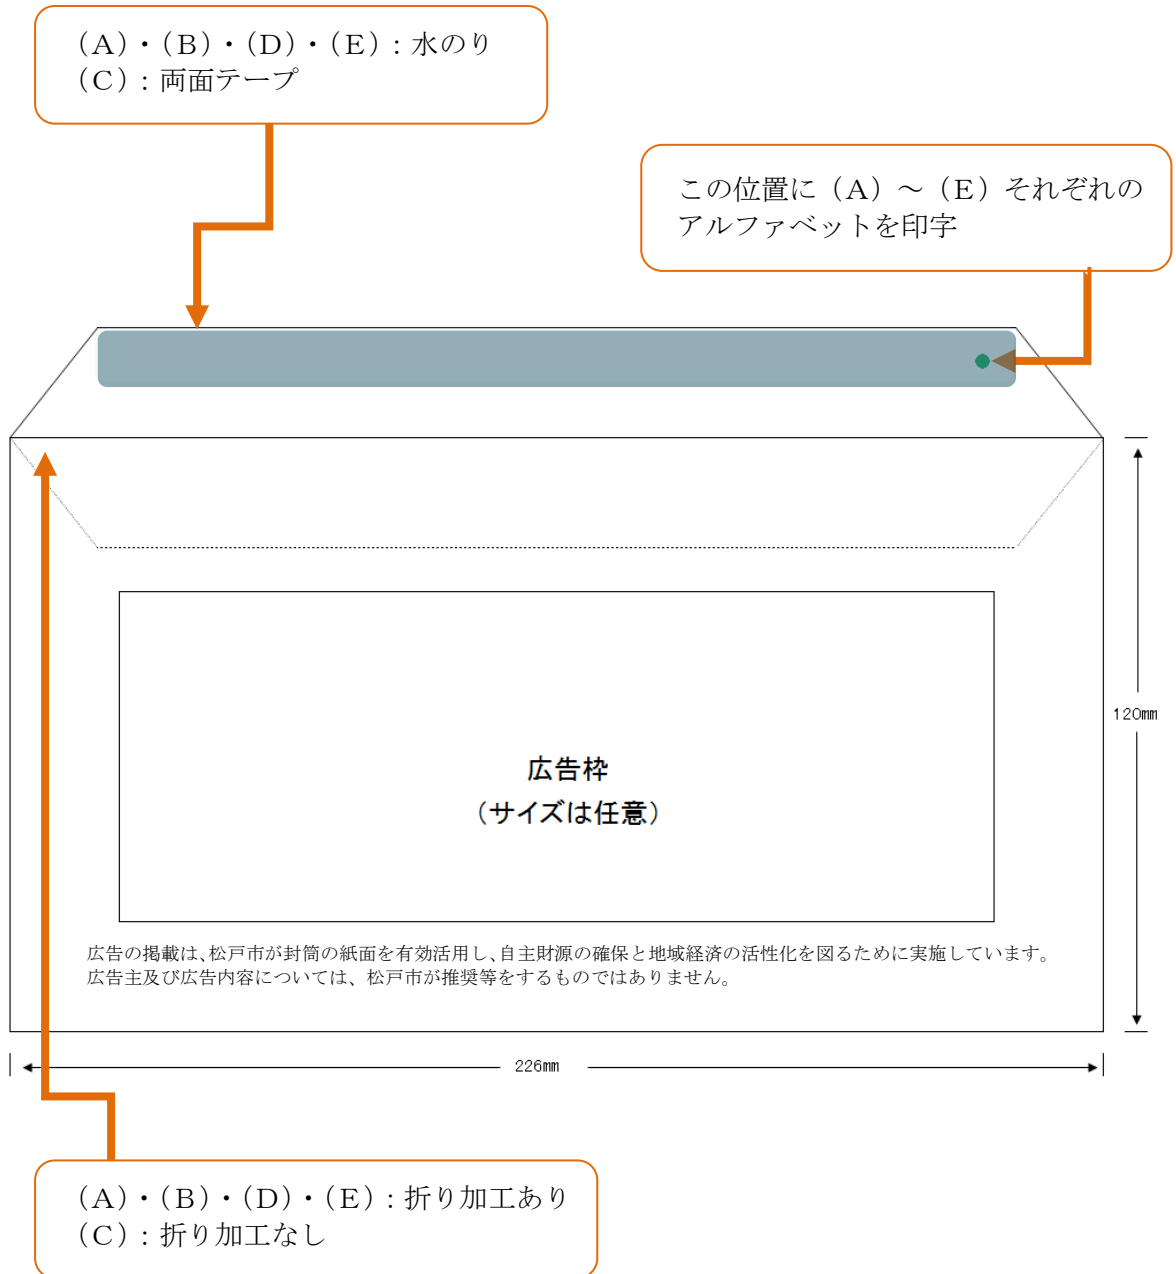 （A）・（B）・（D）・（E）：水のり
（C）：両面テープ
この位置に（A）～（E）それぞれの
アルファベットを印字
120mm
広告枠
（サイズは任意）
広告の掲載は、松戸市が封筒の紙面を有効活用し、自主財源の確保と地域経済の活性化を図るために実施しています。
広告主及び広告内容については、松戸市が推奨等をするものではありません。
226mm
（A）・（B）・（D）・（E）：折り加工あり
（C）：折り加工なし